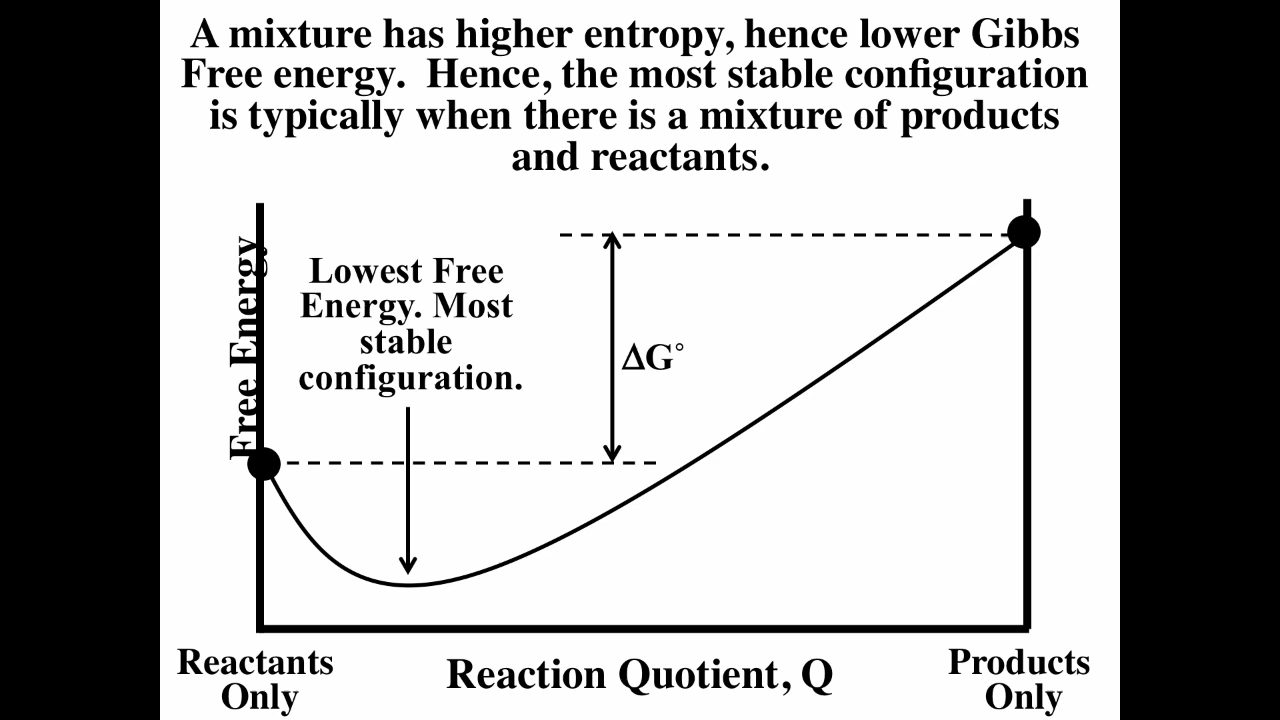 A mixture has higher entropy, hence lower Gibbs
Free energy.  Hence, the most stable configuration
is typically when there is a mixture of products
and reactants.
Free Energy
Lowest Free
Energy. Most
stable
configuration.
ΔG°
Reactants
Only
Reaction Quotient, Q
Products
Only